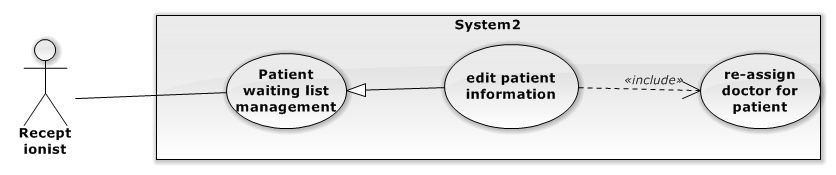 System2
Patient
waiting list
management
edit patient
information
«include»
re-assign
doctor for
patient
Recept
ionist